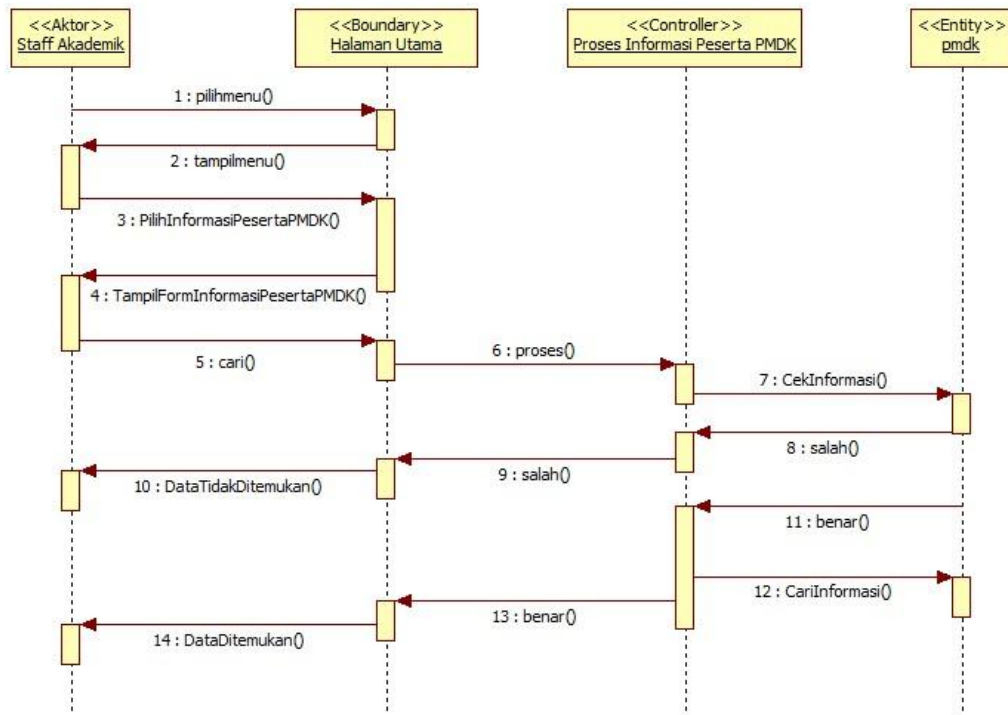 <<Aktor>>
Staff Akademik
<<Boundary>>
Halaman Utama
<<Controller>>
Proses Informasi Peserta PMDK
<<Entity>>
pmdk
1 : pilihmenu()
2 : tampilmenu()
3 : PilihInformasiPesertaPMDK()
4 : TampilFormInformasiPesertaPMDK()
5 : cari()
6 : proses()
7 : CekInformasi()
8 : salah()
9 : salah()
10 : DataTidakDitemukan()
11 : benar()
12 : CariInformasi()
13 : benar()
14 : DataDitemukan()